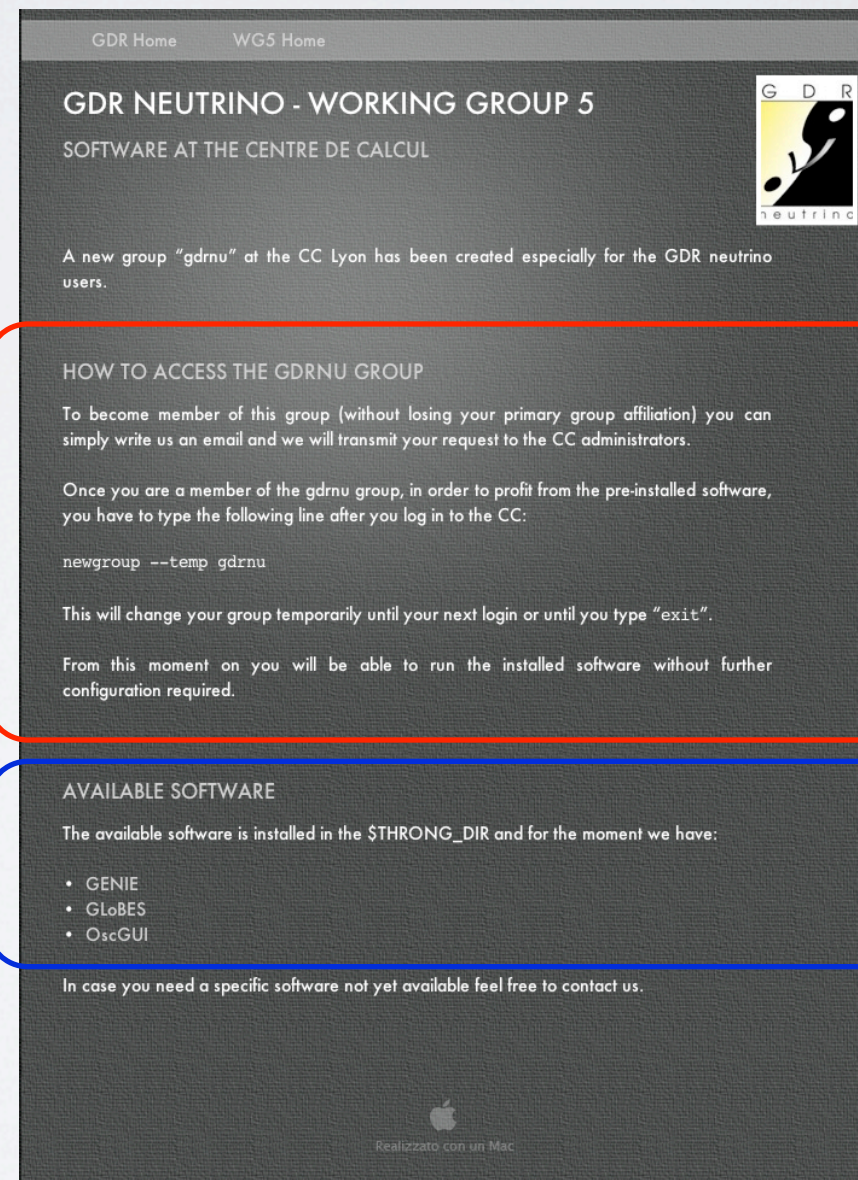 GDR Home WG5 Home
GDR NEUTRINO - WORKING GROUP 5
G D R
SOFTWARE AT THE CENTRE DE CALCUL
neutrino
A new group “gdrnu” at the CC Lyon has been created especially for the GDR neutrino
users.
HOW TO ACCESS THE GDRNU GROUP
To become member of this group (without losing your primary group affiliation) you can
simply write us an email and we will transmit your request to the CC administrators.
Once you are a member of the gdrnu group, in order to profit from the pre-installed software,
you have to type the following line after you log in to the CC:
newgroup --temp gdrnu
This will change your group temporarily until your next login or until you type “exit”.
From this moment on you will be able to run the installed software without further
configuration required.
AVAILABLE SOFTWARE
The available software is installed in the $THRONG_DIR and for the moment we have:
• GENIE
• GLoBES
• OscGUI
In case you need a specific software not yet available feel free to contact us.
Realizzato con un Mac